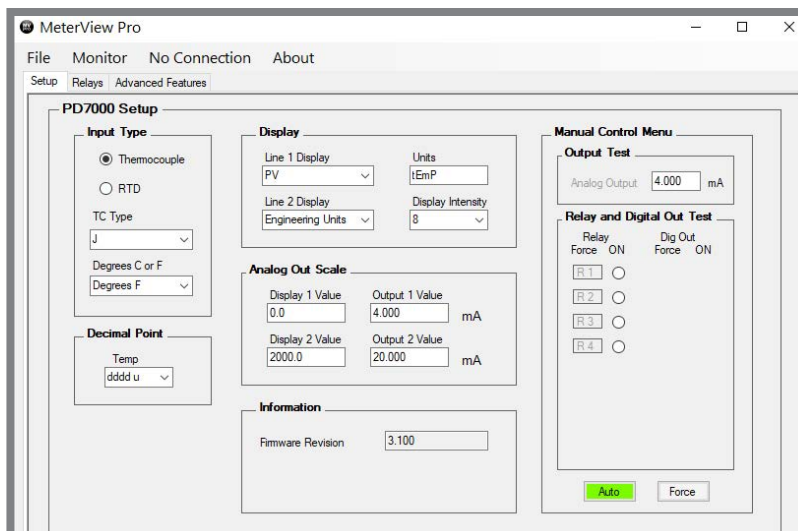 MeterView Pro
File Monitor No Connection About
Setup Relays Advanced Features
PD7000 Setup
Input Type
Thermocouple
RTD
TC Type
J
Degrees C or F
Degrees F
Decimal Point
Temp
dddd u
Display
Line 1 Display Units
PV tEmP
Line 2 Display Display Intensity
Engineering Units 8
Analog Out Scale
Display 1 Value Output 1 Value
0.0 4.000 mA
Display 2 Value Output 2 Value
2000.0 20.000 mA
Information
Firmware Revision 3.100
Manual Control Menu
Output Test
Analog Output 4.000 mA
Relay and Digital Out Test
Relay Dig Out
Force ON Force ON
R 1
R 2
R 3
R 4
Auto Force